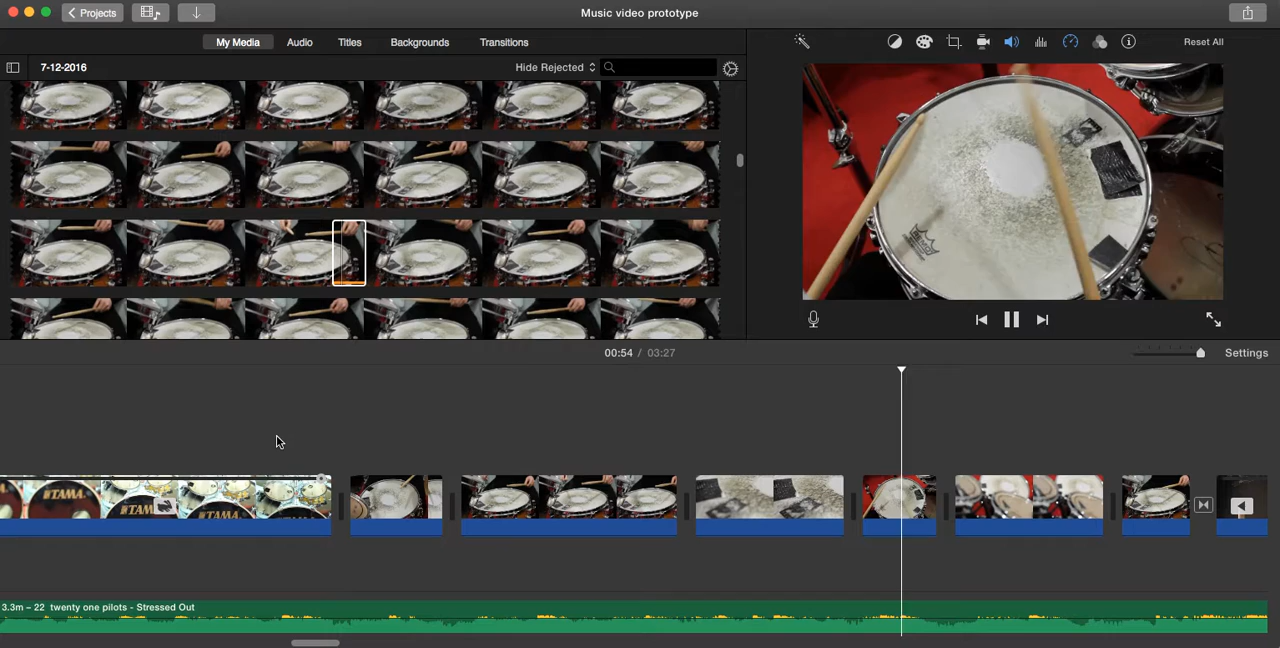 Projects
Music video prototype
My Media
Audio
Titles
Backgrounds
Transitions
Reset All
7-12-2016
Hide Rejected
00:54 / 03:27
Settings
TAMA
TAMA
TAMA
3.3m – 22 twenty one pilots - Stressed Out